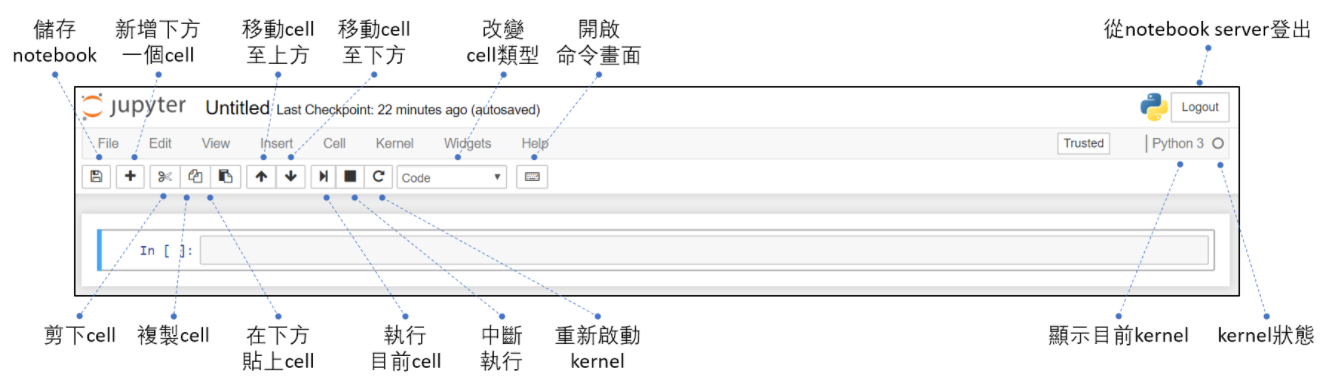 儲存
notebook
新增下方
一個cell
移動cell
至上方
移動cell
至下方
改變
cell類型
開啟
命令畫面
從notebook server登出
jupyter Untitled Last Checkpoint: 22 minutes ago (autosaved)
Logout
File Edit View Insert Cell Kernel Widgets Help
Trusted
Python 3
Code
In [ ]:
剪下cell
複製cell
在下方
貼上cell
執行
目前cell
中斷
執行
重新啟動
kernel
顯示目前kernel
kernel狀態